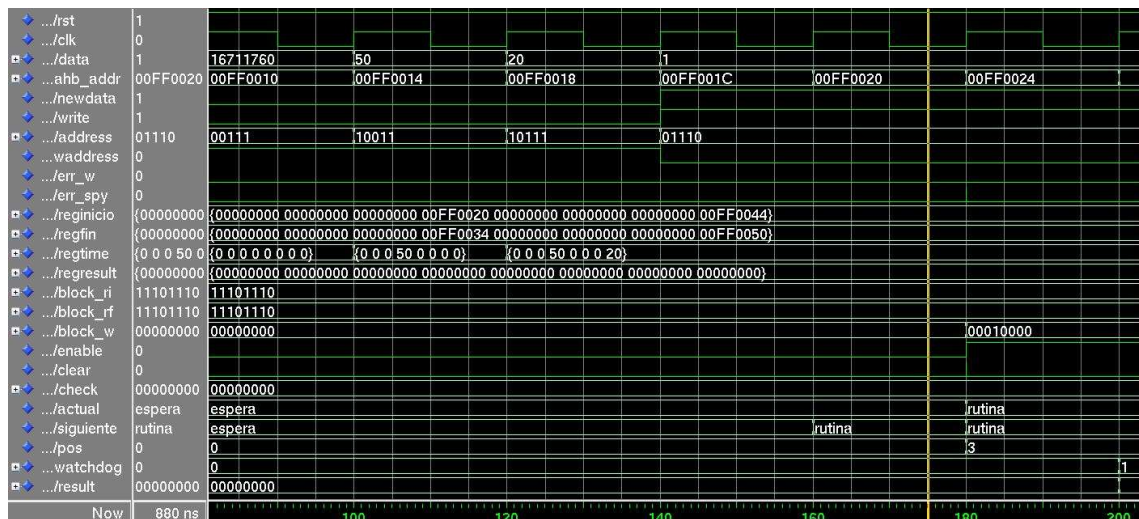 .../rst 1
.../clk 0
.../data 1 16711760 50 20 1
...ahb_addr 00FF0020 00FF0010 00FF0014 00FF0018 00FF001C 00FF0020 00FF0024
.../newdata 1
.../write 1
.../address 01110 00111 10011 10111 01110
...waddress 0
.../err_w 0
.../err_spy 0
.../reginicio {00000000 {00000000 00000000 00000000 00FF0020 00000000 00000000 00000000 00FF0044}
.../regfin {00000000 {00000000 00000000 00000000 00FF0034 00000000 00000000 00000000 00FF0050}
.../regtime {0 0 0 50 0 {0 0 0 0 0 0 0 0} {0 0 0 50 0 0 0 0} {0 0 0 50 0 0 0 20}
.../regresult {00000000 {00000000 00000000 00000000 00000000 00000000 00000000 00000000 00000000}
.../block_ri 11101110 11101110
.../block_rf 11101110 11101110
.../block_w 00000000 00000000 00010000
.../enable 0
.../clear 0
.../check 00000000 00000000
.../actual espera espera rutina
.../siguiente rutina espera rutina rutina
.../pos 0 0 3
...watchdog 0 0 1
.../result 00000000 00000000
Now 880 ns 100 120 140 160 180 200